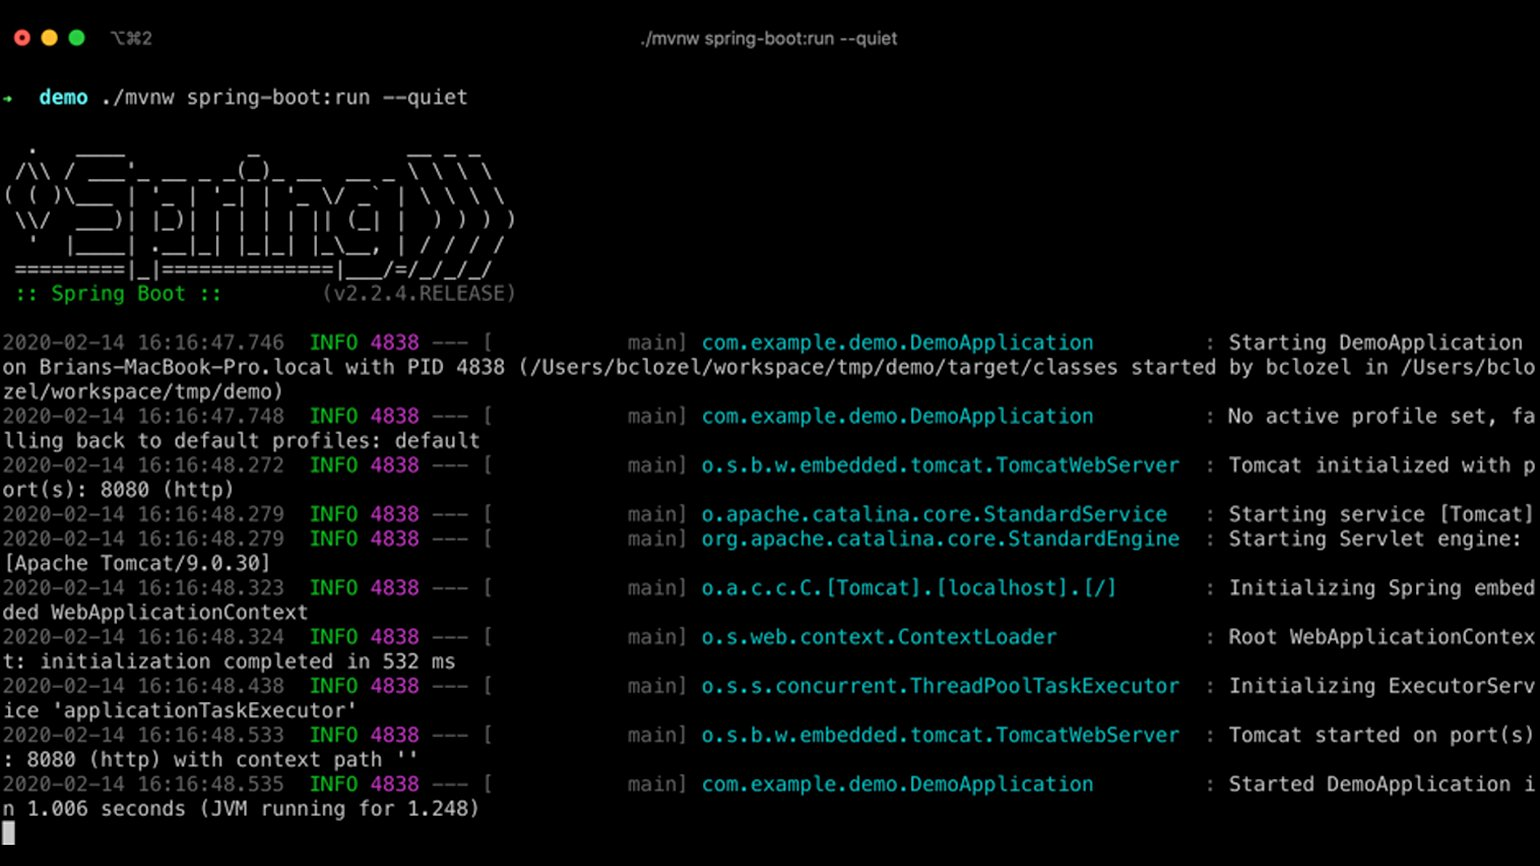 ⌥⌘2
./mvnw spring-boot:run --quiet
➜  demo ./mvnw spring-boot:run --quiet
  .   ____          _            __ _ _
 /\\ / ___'_ __ _ _(_)_ __  __ _ \ \ \ \
( ( )\___ | '_ | '_| | '_ \/ _` | \ \ \ \
 \\/  ___)| |_)| | | | | || (_| |  ) ) ) )
  '  |____| .__|_| |_|_| |_\__, | / / / /
 =========|_|==============|___/=/_/_/_/
 :: Spring Boot ::        (v2.2.4.RELEASE)
2020-02-14 16:16:47.746  INFO 4838 --- [           main] com.example.demo.DemoApplication         : Starting DemoApplication
on Brians-MacBook-Pro.local with PID 4838 (/Users/bclozel/workspace/tmp/demo/target/classes started by bclozel in /Users/bclo
zel/workspace/tmp/demo)
2020-02-14 16:16:47.748  INFO 4838 --- [           main] com.example.demo.DemoApplication         : No active profile set, fa
lling back to default profiles: default
2020-02-14 16:16:48.272  INFO 4838 --- [           main] o.s.b.w.embedded.tomcat.TomcatWebServer  : Tomcat initialized with p
ort(s): 8080 (http)
2020-02-14 16:16:48.279  INFO 4838 --- [           main] o.apache.catalina.core.StandardService   : Starting service [Tomcat]
2020-02-14 16:16:48.279  INFO 4838 --- [           main] org.apache.catalina.core.StandardEngine  : Starting Servlet engine:
[Apache Tomcat/9.0.30]
2020-02-14 16:16:48.323  INFO 4838 --- [           main] o.a.c.c.C.[Tomcat].[localhost].[/]       : Initializing Spring embed
ded WebApplicationContext
2020-02-14 16:16:48.324  INFO 4838 --- [           main] o.s.web.context.ContextLoader            : Root WebApplicationContex
t: initialization completed in 532 ms
2020-02-14 16:16:48.438  INFO 4838 --- [           main] o.s.s.concurrent.ThreadPoolTaskExecutor  : Initializing ExecutorServ
ice 'applicationTaskExecutor'
2020-02-14 16:16:48.533  INFO 4838 --- [           main] o.s.b.w.embedded.tomcat.TomcatWebServer  : Tomcat started on port(s)
: 8080 (http) with context path ''
2020-02-14 16:16:48.535  INFO 4838 --- [           main] com.example.demo.DemoApplication         : Started DemoApplication i
n 1.006 seconds (JVM running for 1.248)